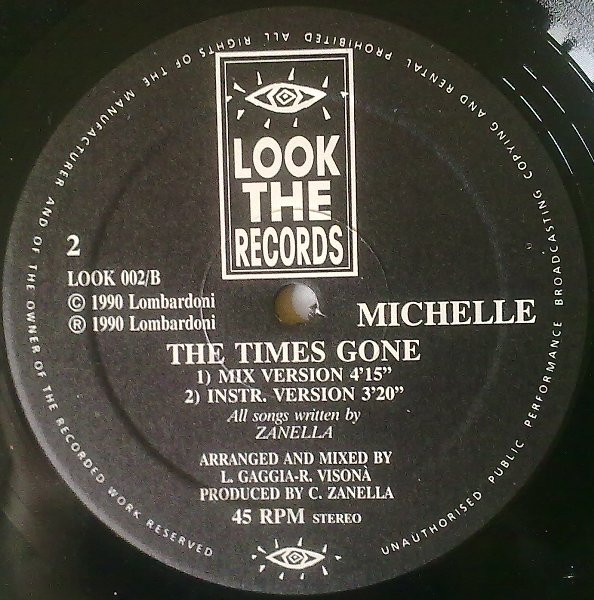 ALL RIGHTS OF THE MANUFACTURER AND OF THE OWNER OF THE RECORDED WORK RESERVED
UNAUTHORISED PUBLIC PERFORMANCE BROADCASTING COPYING AND RENTAL PROHIBITED
LOOK
THE
RECORDS
2
LOOK 002/B
© 1990 Lombardoni
® 1990 Lombardoni
MICHELLE
THE TIMES GONE
1) MIX VERSION 4'15"
2) INSTR. VERSION 3'20"
All songs written by
ZANELLA
ARRANGED AND MIXED BY
L. GAGGIA-R. VISONÀ
PRODUCED BY C. ZANELLA
45 RPM STEREO